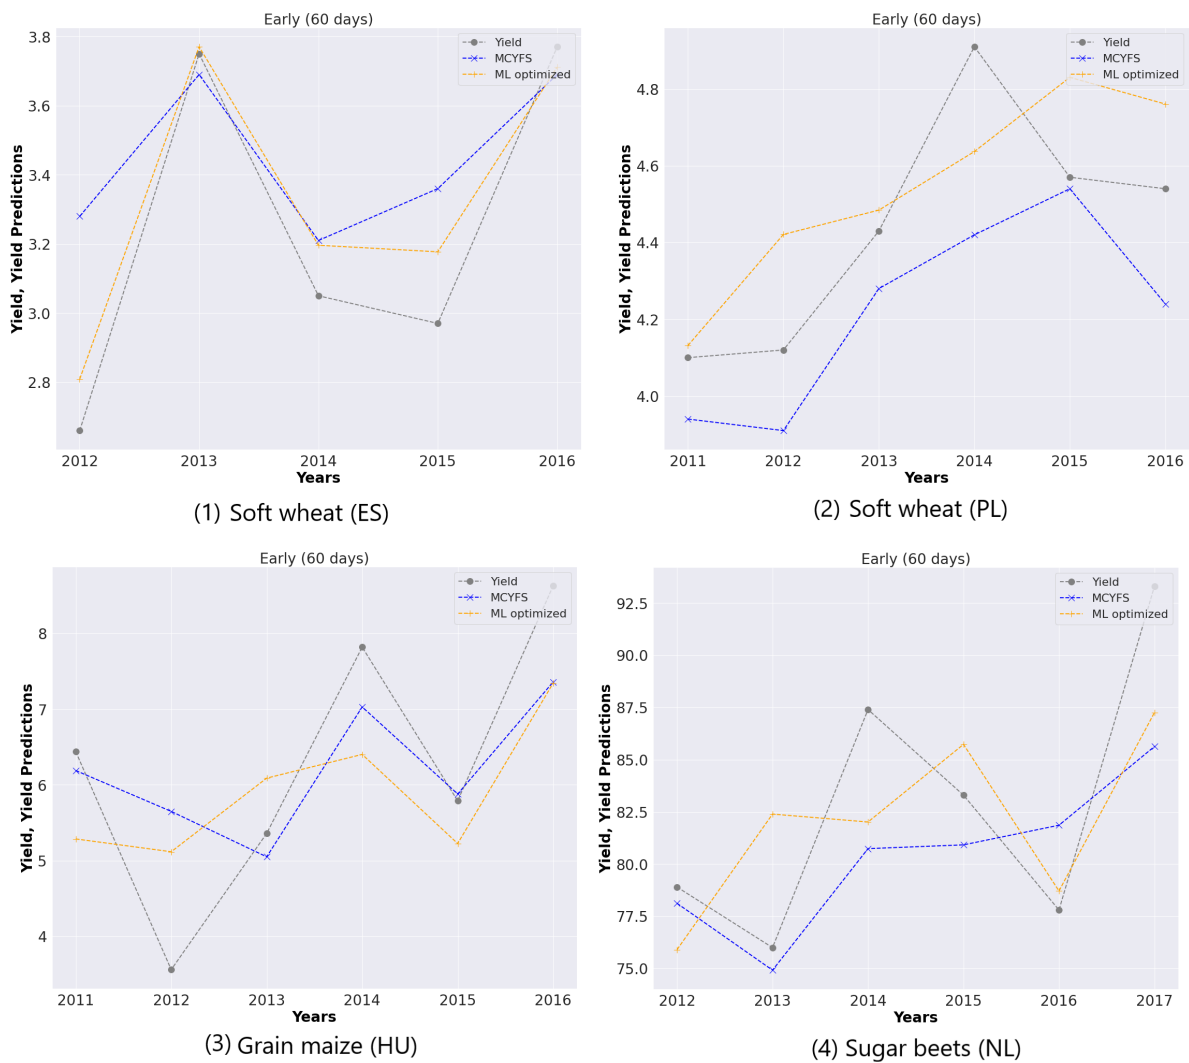 Early (60 days)
Yield
MCYFS
ML optimized
Yield, Yield Predictions
3.8
3.6
3.4
3.2
3.0
2.8
2012 2013 2014 2015 2016
Years
(1) Soft wheat (ES)
Early (60 days)
Yield
MCYFS
ML optimized
Yield, Yield Predictions
4.8
4.6
4.4
4.2
4.0
2011 2012 2013 2014 2015 2016
Years
(2) Soft wheat (PL)
Early (60 days)
Yield
MCYFS
ML optimized
Yield, Yield Predictions
8
7
6
5
4
2011 2012 2013 2014 2015 2016
Years
(3) Grain maize (HU)
Early (60 days)
Yield
MCYFS
ML optimized
Yield, Yield Predictions
92.5
90.0
87.5
85.0
82.5
80.0
77.5
75.0
2012 2013 2014 2015 2016 2017
Years
(4) Sugar beets (NL)